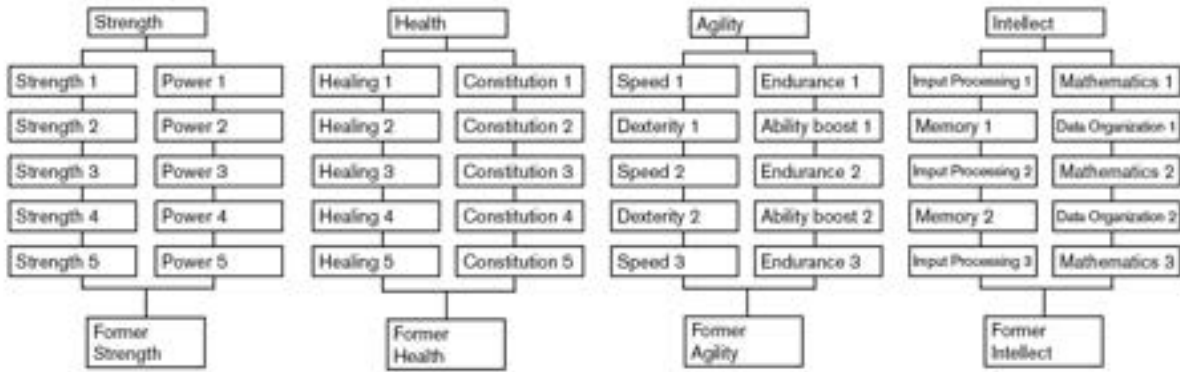 Strength
Health
Agility
Intellect
Strength 1
Power 1
Healing 1
Constitution 1
Speed 1
Endurance 1
Imput Processing 1
Mathematics 1
Strength 2
Power 2
Healing 2
Constitution 2
Dexterity 1
Ability boost 1
Memory 1
Data Organization 1
Strength 3
Power 3
Healing 3
Constitution 3
Speed 2
Endurance 2
Imput Processing 2
Mathematics 2
Strength 4
Power 4
Healing 4
Constitution 4
Dexterity 2
Ability boost 2
Memory 2
Data Organization 2
Strength 5
Power 5
Healing 5
Constitution 5
Speed 3
Endurance 3
Imput Processing 3
Mathematics 3
Former
Strength
Former
Health
Former
Agility
Former
Intellect